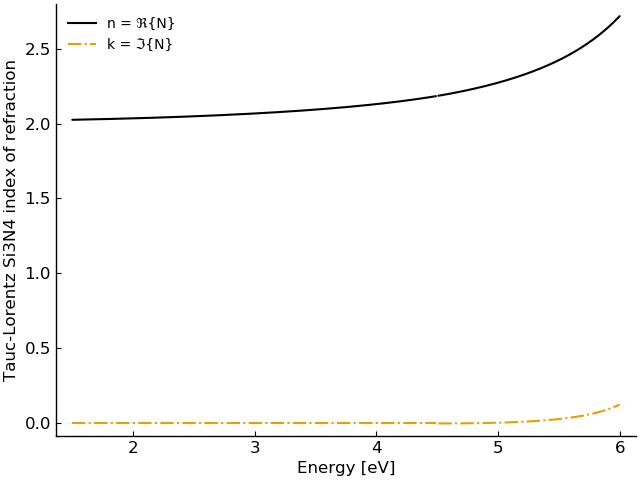 n = ℜ{N}
k = ℑ{N}
2.5
2.0
1.5
1.0
0.5
0.0
Tauc-Lorentz Si3N4 index of refraction
2 3 4 5 6
Energy [eV]